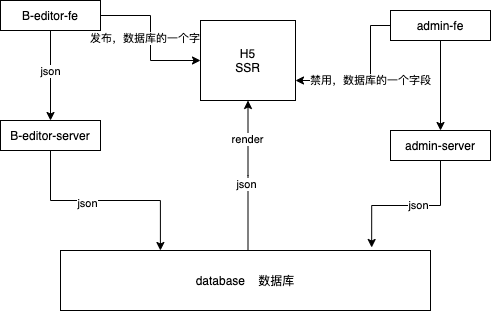 B-editor-fe
admin-fe
发布，数据库的一个字
H5
SSR
禁用，数据库的一个字段
json
B-editor-server
render
admin-server
json
json
json
database 数据库